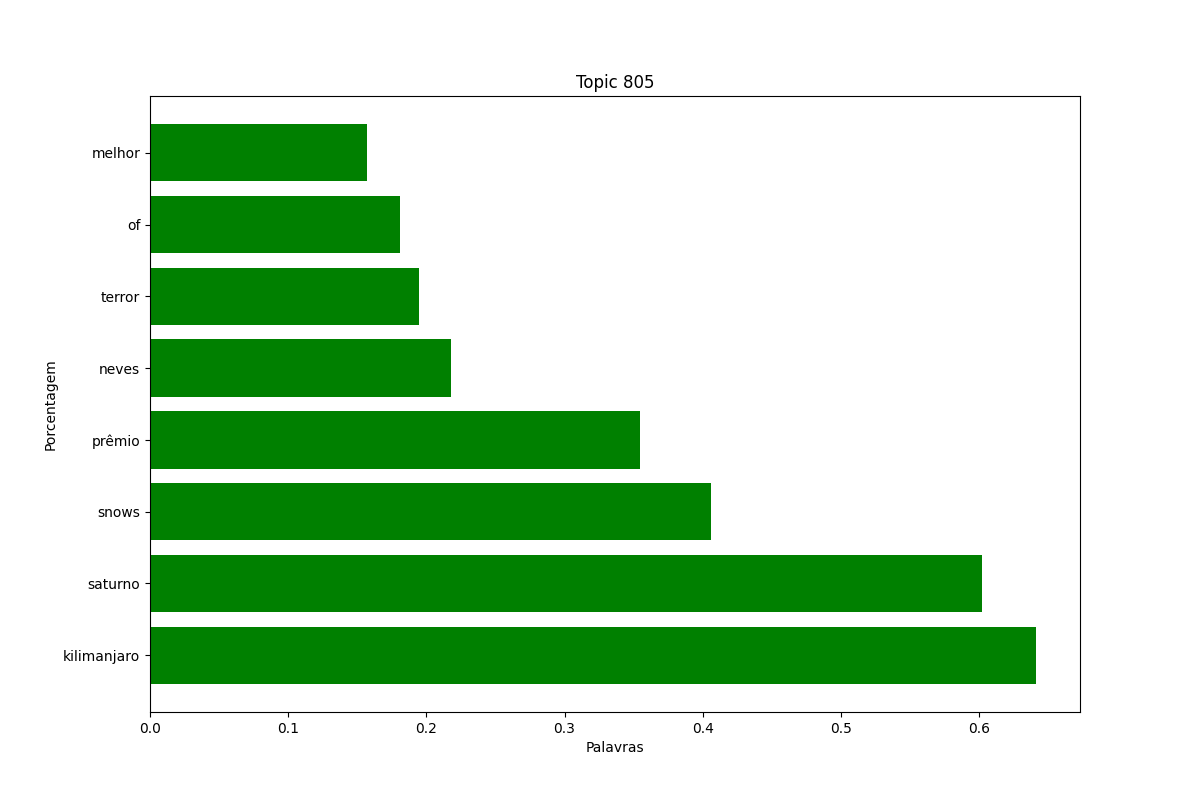 Topic 805
melhor
of
terror
neves
prêmio
snows
saturno
kilimanjaro
Porcentagem
0.0 0.1 0.2 0.3 0.4 0.5 0.6
Palavras